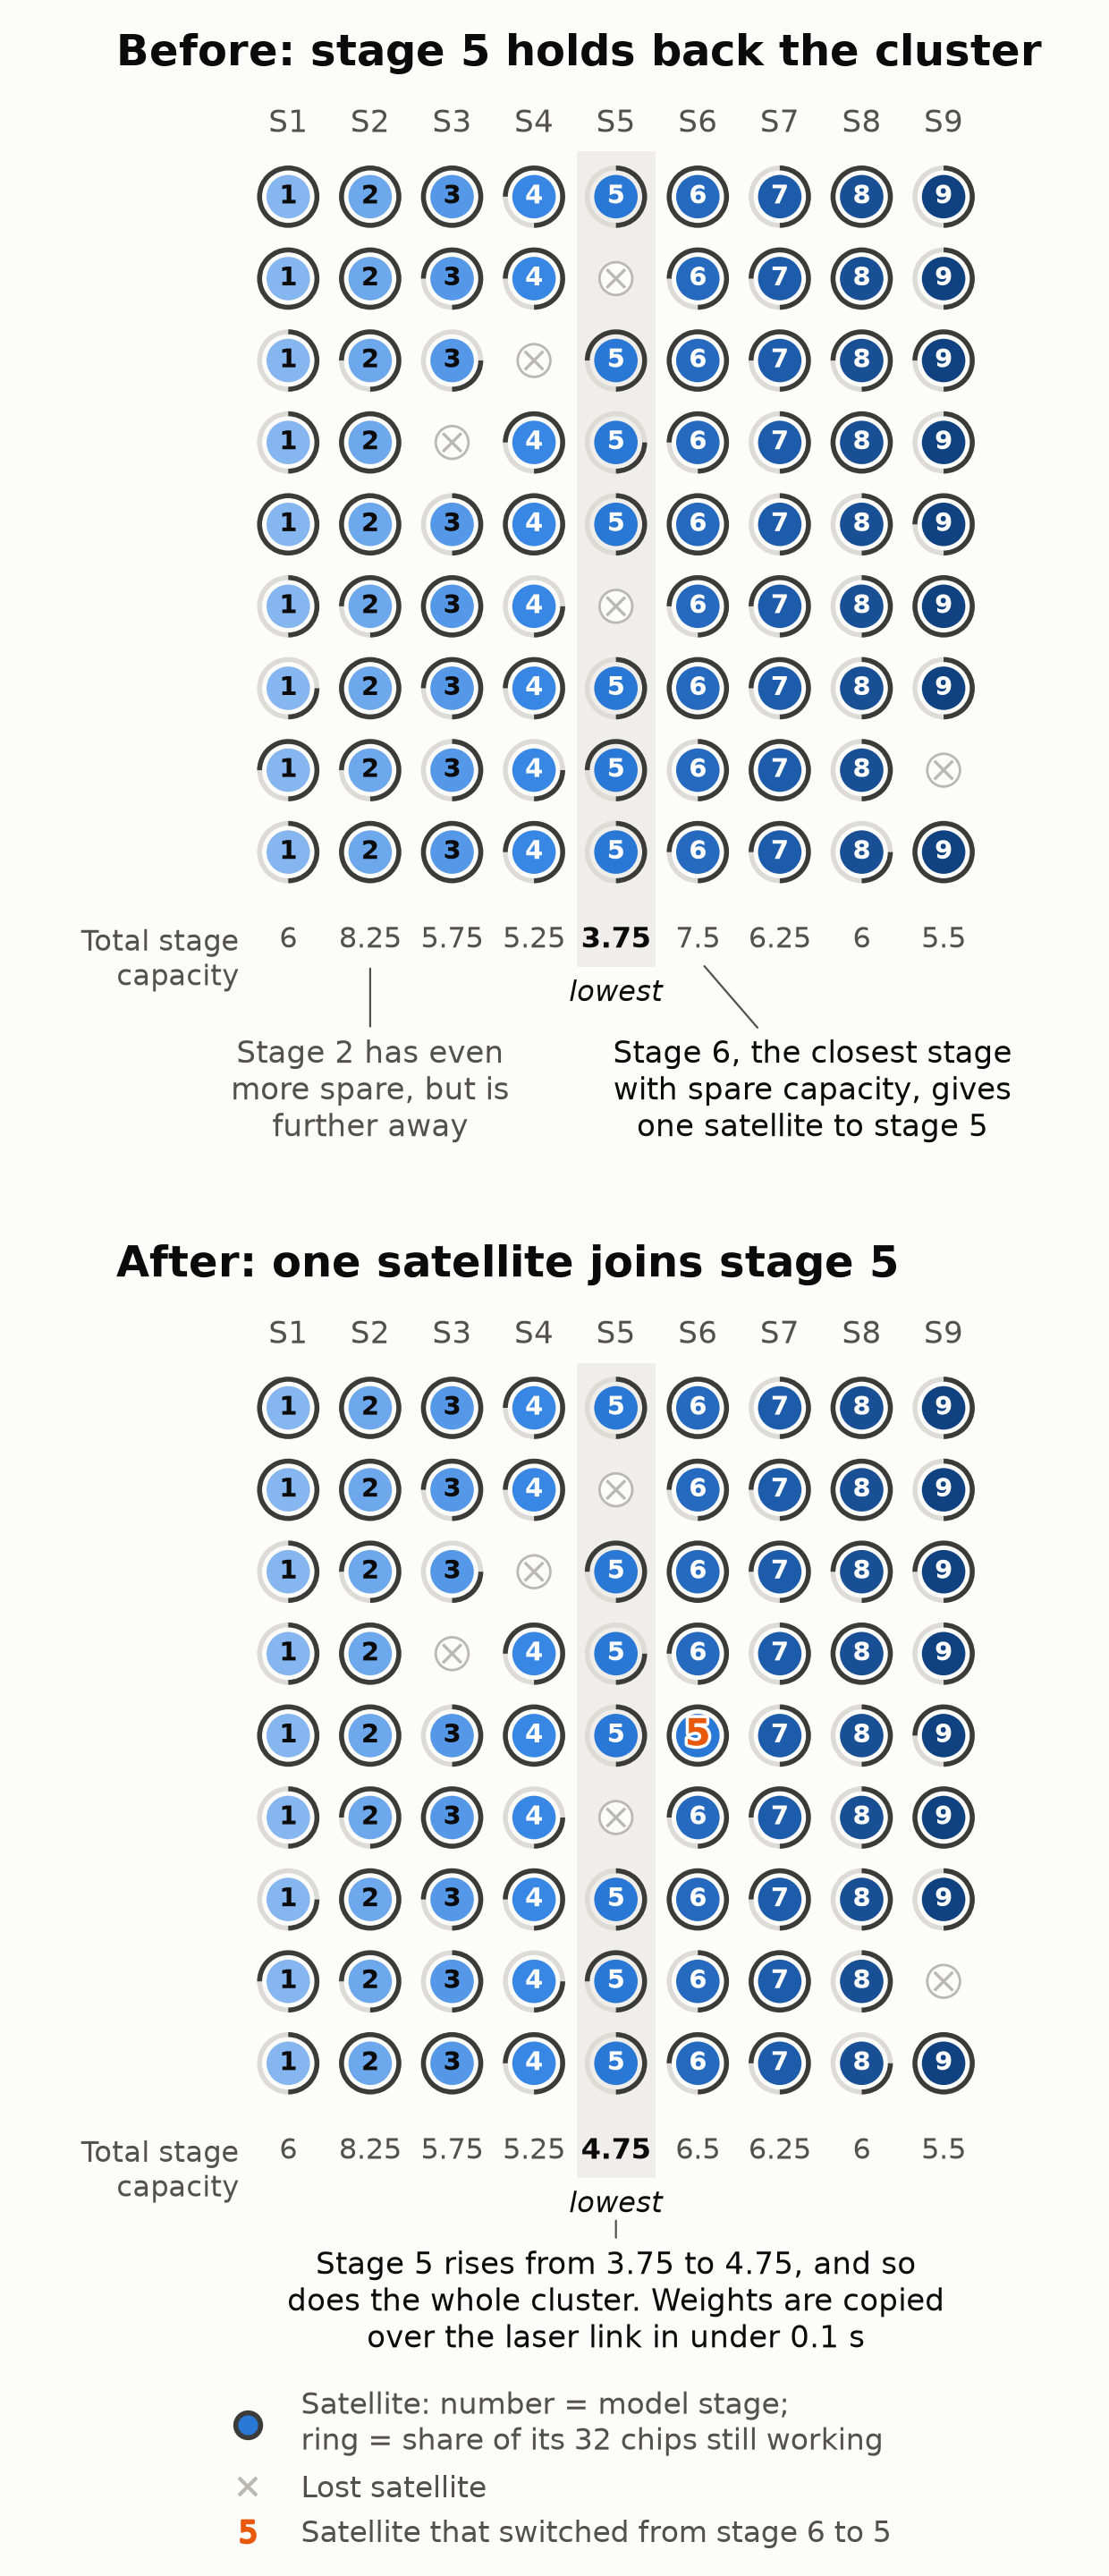 Before: stage 5 holds back the cluster
S1 S2 S3 S4 S5 S6 S7 S8 S9
1 2 3 4 5 6 7 8 9
1 2 3 4 6 7 8 9
1 2 3 5 6 7 8 9
1 2 4 5 6 7 8 9
1 2 3 4 5 6 7 8 9
1 2 3 4 6 7 8 9
1 2 3 4 5 6 7 8 9
1 2 3 4 5 6 7 8
1 2 3 4 5 6 7 8 9
Total stage
capacity
6 8.25 5.75 5.25 3.75 7.5 6.25 6 5.5
lowest
Stage 2 has even
more spare, but is
further away
Stage 6, the closest stage
with spare capacity, gives
one satellite to stage 5
After: one satellite joins stage 5
S1 S2 S3 S4 S5 S6 S7 S8 S9
1 2 3 4 5 6 7 8 9
1 2 3 4 6 7 8 9
1 2 3 5 6 7 8 9
1 2 4 5 6 7 8 9
1 2 3 4 5 5 7 8 9
1 2 3 4 6 7 8 9
1 2 3 4 5 6 7 8 9
1 2 3 4 5 6 7 8
1 2 3 4 5 6 7 8 9
Total stage
capacity
6 8.25 5.75 5.25 4.75 6.5 6.25 6 5.5
lowest
Stage 5 rises from 3.75 to 4.75, and so
does the whole cluster. Weights are copied
over the laser link in under 0.1 s
Satellite: number = model stage;
ring = share of its 32 chips still working
Lost satellite
5 Satellite that switched from stage 6 to 5